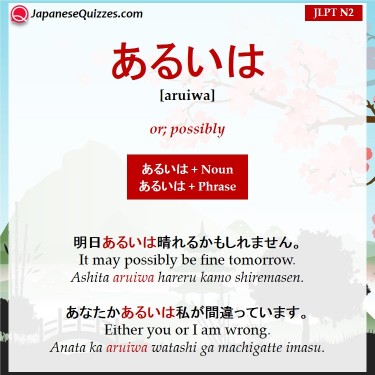 JapaneseQuizzes.com
JLPT N2
あるいは
[aruiwa]
or; possibly
あるいは + Noun
あるいは + Phrase
明日あるいは晴れるかもしれません。
It may possibly be fine tomorrow.
Ashita aruiwa hareru kamo shiremasen.
あなたかあるいは私が間違っています。
Either you or I am wrong.
Anata ka aruiwa watashi ga machigatte imasu.